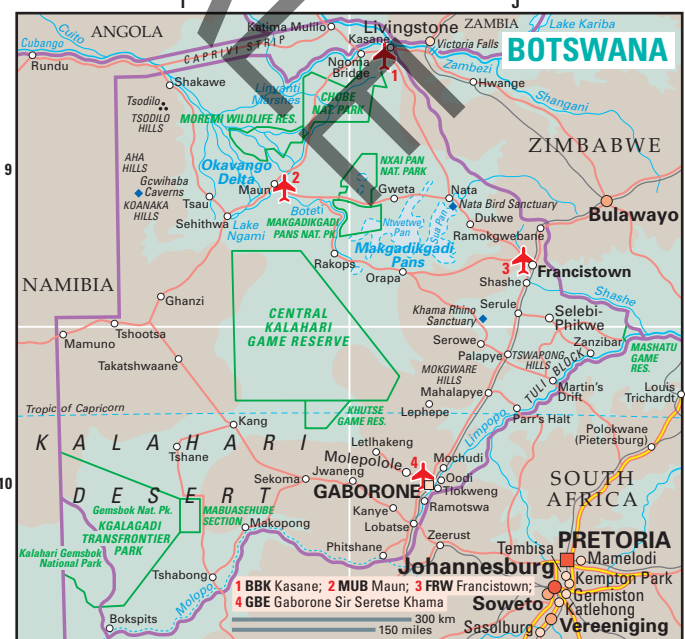 ANGOLA
Katima Mulilo
Livingstone
ZAMBIA
Lake Kariba
Cuito
Cubango
Rundu
CAPRIVI STRIP
Kasane
Victoria Falls
BOTSWANA
Ngoma
Bridge
1
Zambezi
Shakawe
Linyanti
Marshes
CHOBE
NAT. PARK
Hwange
Shangani
Tsodilo
TSODILO
HILLS
MOREMI WILDLIFE RES.
ZIMBABWE
9
AHA
HILLS
Okavango
Delta
NXAI PAN
NAT. PARK
Gcwihaba
Caverns
Maun
2
Gweta
Nata
KOANAKA
HILLS
Tsau
Nata Bird Sanctuary
Bulawayo
Boteti
Sehithwa
Lake
Ngami
MAKGADIKGADI
PANS NAT. PK.
Ntwetwe
Pan
Sua Pan
Dukwe
Ramokgwebane
Makgadikgadi
Pans
Rakops
Orapa
3
Francistown
Shashe
NAMIBIA
Ghanzi
Shashe
Khama Rhino
Sanctuary
Serule
Selebi-
Phikwe
CENTRAL
KALAHARI
GAME RESERVE
Mamuno
Tshootsa
Serowe
Zanzibar
MASHATU
GAME
RES.
Takatshwaane
Palapye
TSWAPONG
HILLS
MOKGWARE
HILLS
TULI BLOCK
Martin's
Drift
Louis
Trichardt
Mahalapye
Tropic of Capricorn
KHUTSE
GAME RES.
Lephepe
Limpopo
Parr's Halt
Kang
Polokwane
(Pietersburg)
KALAHARI
Tshane
Letlhakeng
Molepolole
4
Mochudi
10
Sekoma
Jwaneng
Oodi
SOUTH
AFRICA
DESERT
GABORONE
Tlokweng
Gemsbok Nat. Pk.
KGALAGADI
TRANSFRONTIER
PARK
MABUASEHUBE
SECTION
Makopong
Kanye
Ramotswa
Lobatse
Kalahari Gemsbok
National Park
Phitshane
Zeerust
PRETORIA
Tembisa
Mamelodi
Tshabong
Johannesburg
Kempton Park
Molopo
1 BBK Kasane; 2 MUB Maun; 3 FRW Francistown;
4 GBE Gaborone Sir Seretse Khama
Soweto
Germiston
Katlehong
Bokspits
300 km
150 miles
Sasolburg
Vereeniging